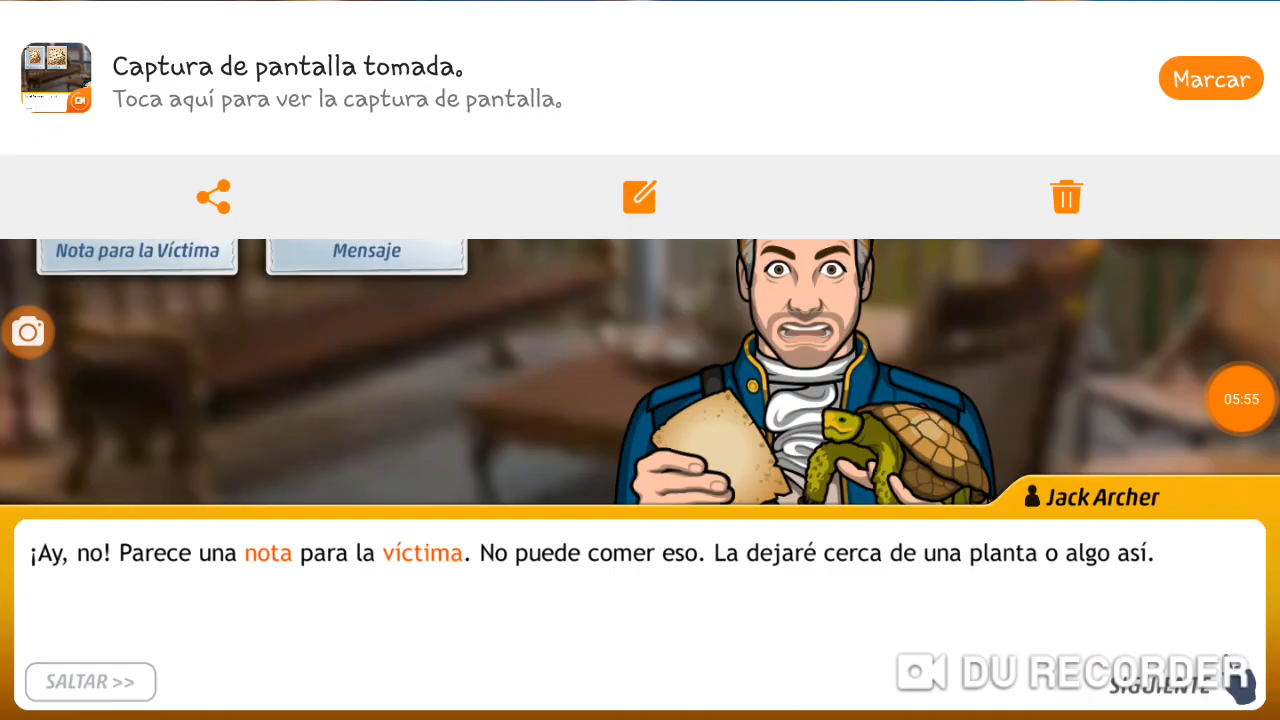 Captura de pantalla tomada.
Toca aquí para ver la captura de pantalla.
Marcar
Nota para la Víctima
Mensaje
05:55
Jack Archer
¡Ay, no! Parece una nota para la víctima. No puede comer eso. La dejaré cerca de una planta o algo así.
SALTAR >>
SIGUIENTE
DU RECORDER